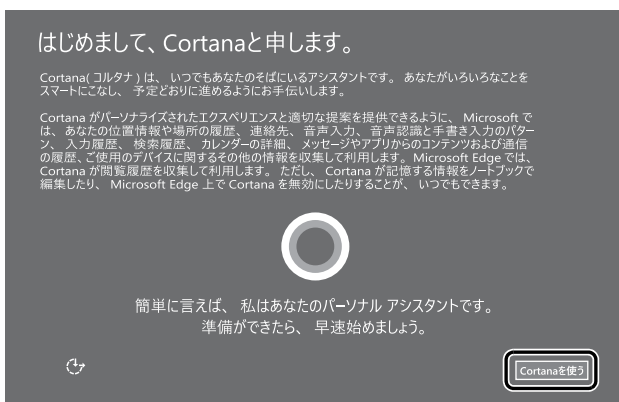 はじめまして、Cortanaと申します。
Cortana( コルタナ ) は、 いつでもあなたのそばにいるアシスタントです。 あなたがいろいろなことを
スマートにこなし、 予定どおりに進めるようにお手伝いします。
Cortana がパーソナライズされたエクスペリエンスと適切な提案を提供できるように、 Microsoft で
は、あなたの位置情報や場所の履歴、 連絡先、 音声入力、 音声認識と手書き入力のパター
ン、 入力履歴、 検索履歴、 カレンダーの詳細、 メッセージやアプリからのコンテンツおよび通信
の履歴、ご使用のデバイスに関するその他の情報を収集して利用します。Microsoft Edge では、
Cortana が閲覧履歴を収集して利用します。 ただし、 Cortana が記憶する情報をノートブックで
編集したり、 Microsoft Edge 上で Cortana を無効にしたりすることが、 いつでもできます。
簡単に言えば、 私はあなたのパーソナル アシスタントです。
準備ができたら、 早速始めましょう。
Cortanaを使う